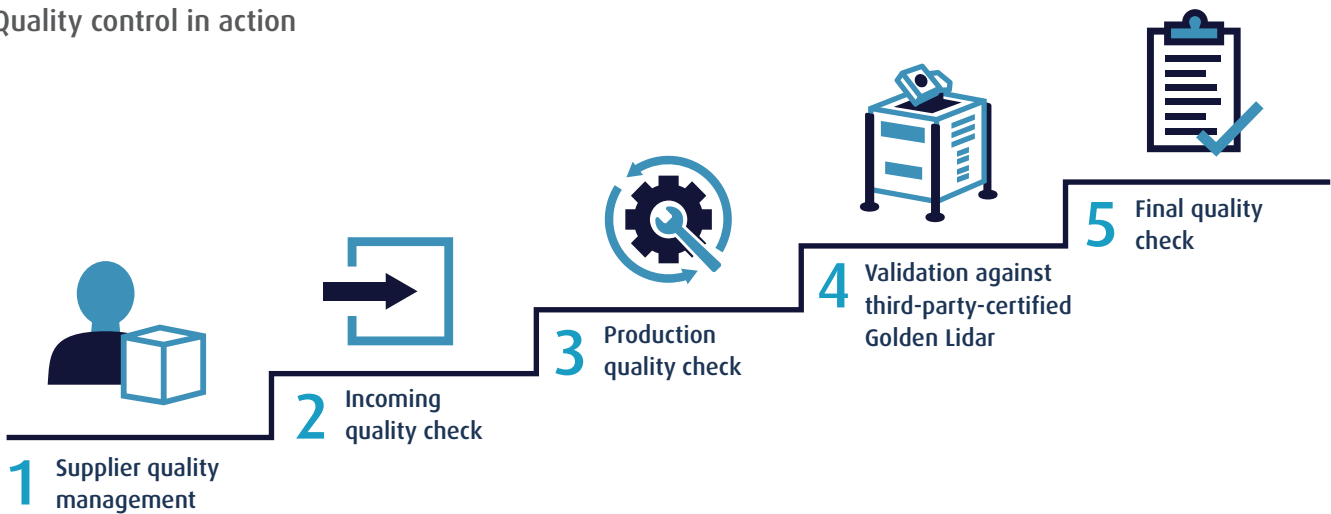 Quality control in action
1 Supplier quality
management
2 Incoming
quality check
3 Production
quality check
4 Validation against
third-party-certified
Golden Lidar
5 Final quality
check